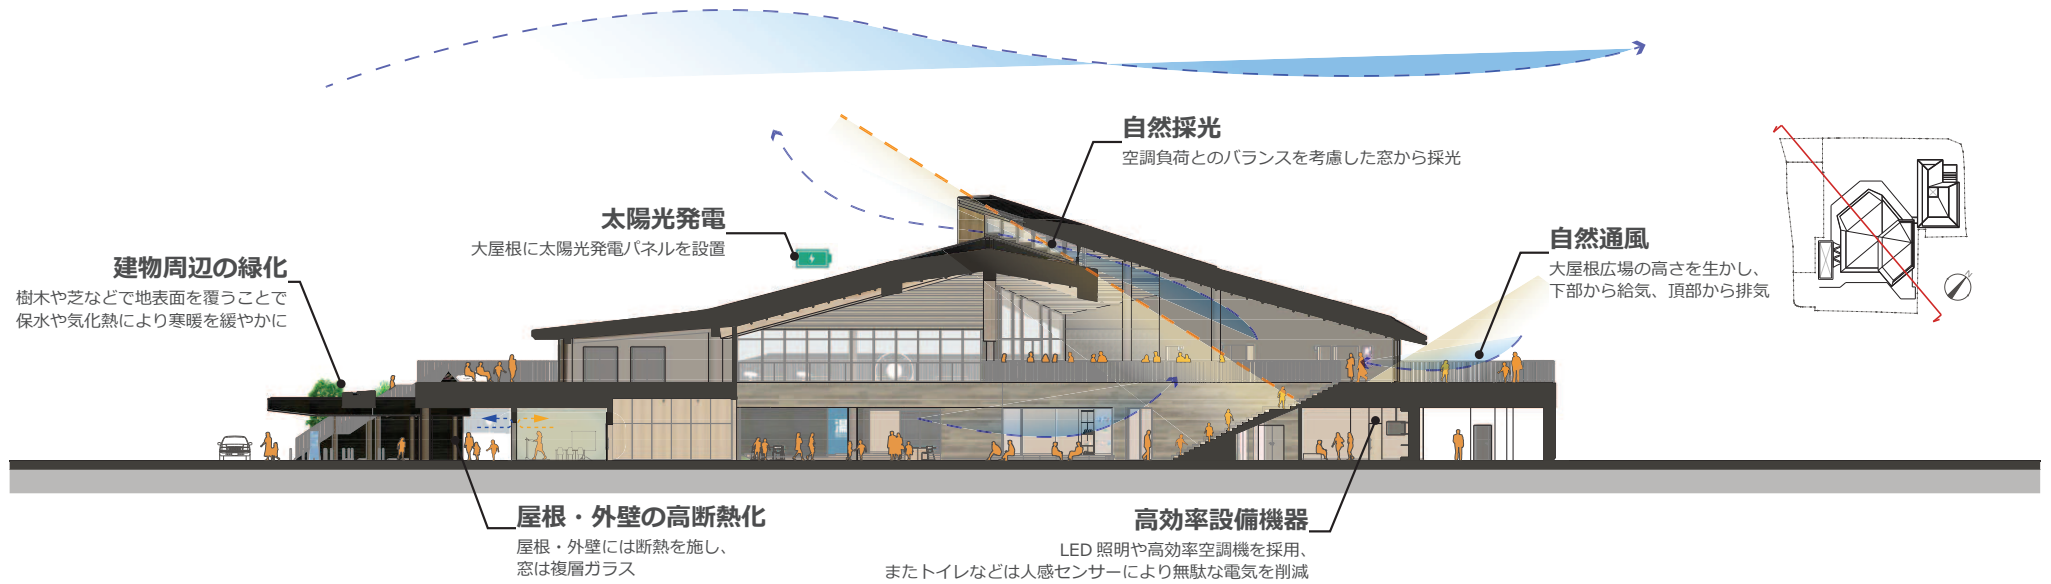 自然採光
空調負荷とのバランスを考慮した窓から採光
太陽光発電
大屋根に太陽光発電パネルを設置
自然通風
大屋根広場の高さを生かし、
下部から給気、頂部から排気
建物周辺の緑化
樹木や芝などで地表面を覆うことで
保水や気化熱により寒暖を緩やかに
N
屋根・外壁の高断熱化
屋根・外壁には断熱を施し、
窓は複層ガラス
高効率設備機器
LED 照明や高効率空調機を採用、
またトイレなどは人感センサーにより無駄な電気を削減